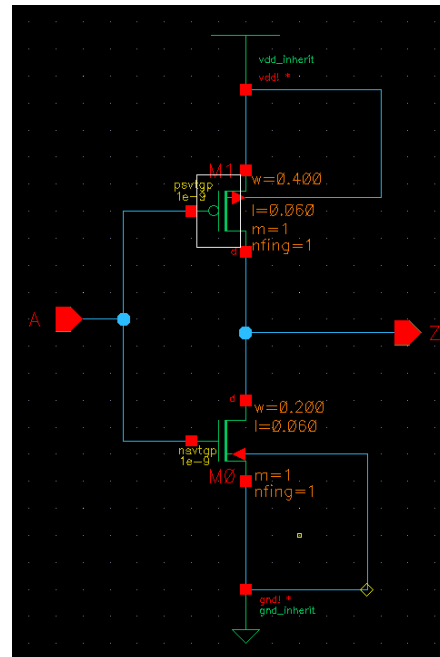 vdd_inherit
vdd! *
M1
w=0.400
psvtgp
1e-9
l=0.060
m=1
nfing=1
d
A
Z
d
w=0.200
l=0.060
nsvtgp
1e-9
M0
m=1
nfing=1
gnd! *
gnd_inherit